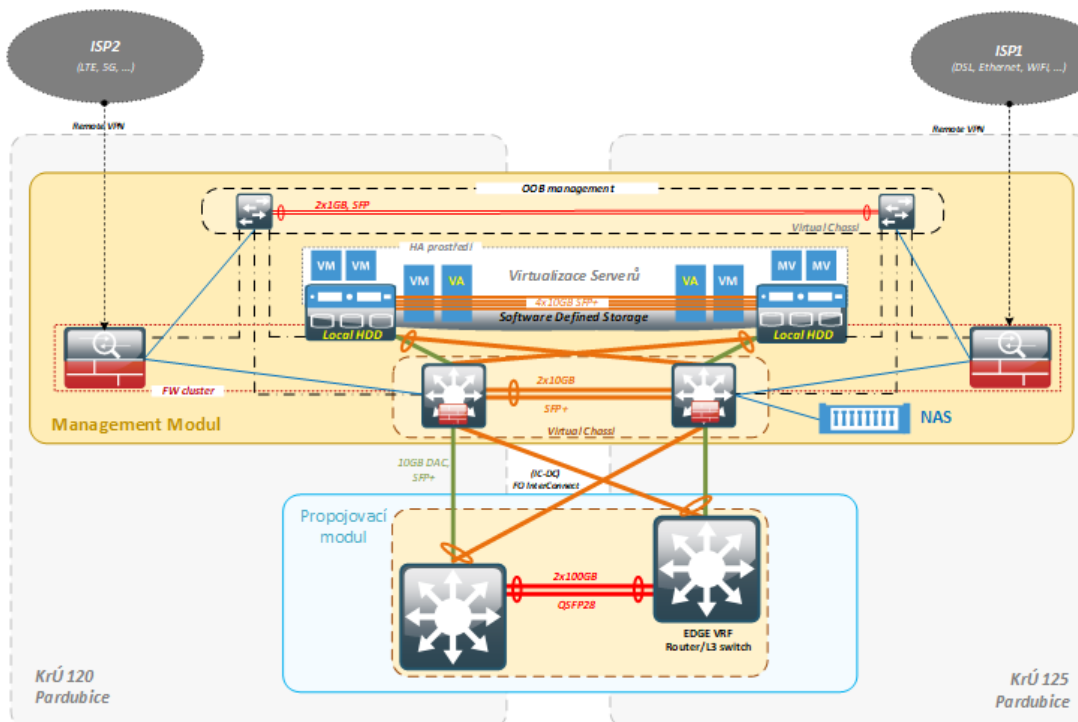 ISP2
(LTE, 5G, ...)
ISP1
(DSL, Ethernet, WiFi, ...)
Remote VPN
Remote VPN
OOB management
2x1GB, SFP
Virtual Chassi
HA prostředí
VM
VM
VM
VA
Virtualizace Serverů
VA
VM
MV
MV
4x10GB SFP+
Software Defined Storage
Local HDD
Local HDD
FW cluster
2x10GB
SFP+
Virtual Chassi
Management Modul
NAS
10GB DAC,
SFP+
(IC-DC)
FO InterConnect
Propojovací
modul
2x100GB
QSFP28
EDGE VRF
Router/L3 switch
KrÚ 120
Pardubice
KrÚ 125
Pardubice